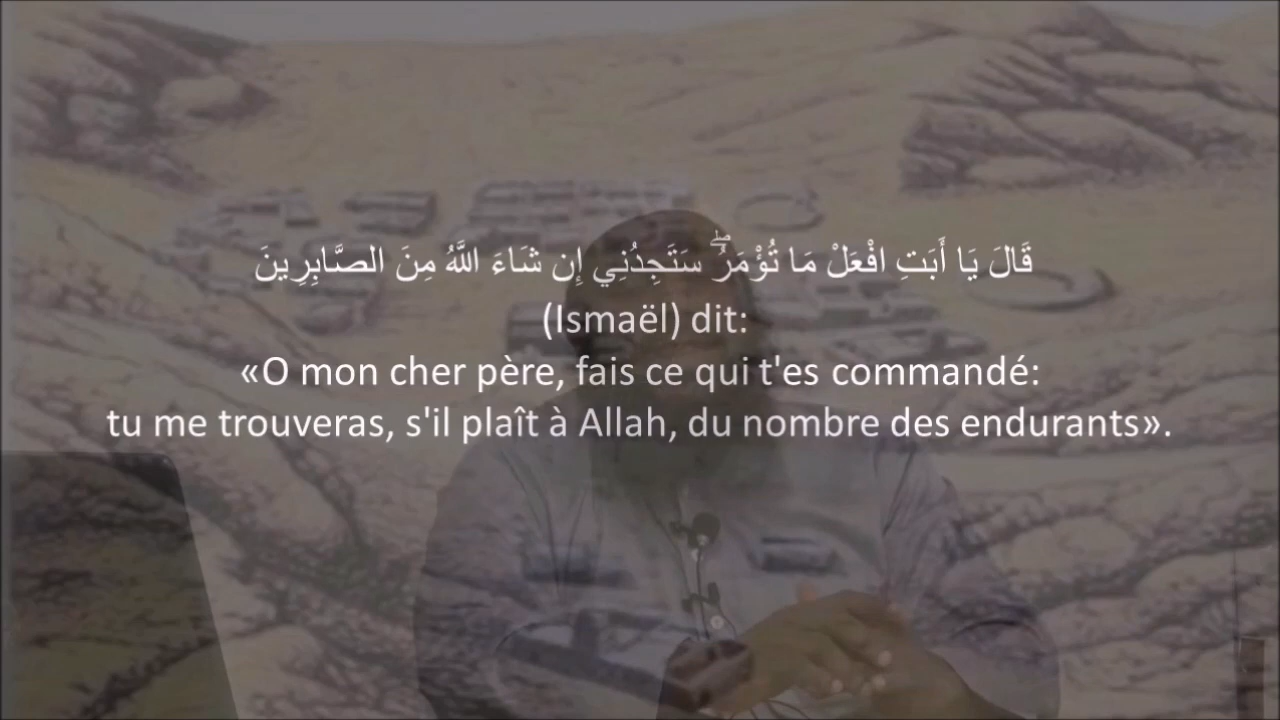 قَالَ يَا أَبَتِ افْعَلْ مَا تُؤْمَرُ ۖ سَتَجِدُنِي إِن شَاءَ اللَّهُ مِنَ الصَّابِرِينَ
(Ismaël) dit:
«O mon cher père, fais ce qui t'es commandé:
tu me trouveras, s'il plaît à Allah, du nombre des endurants».